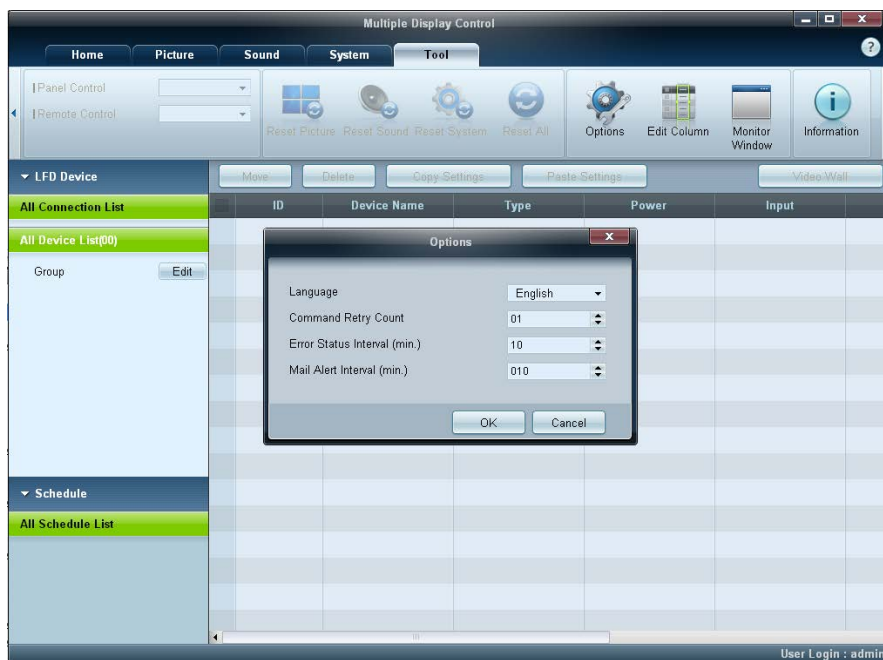 Multiple Display Control
Home Picture Sound System Tool
Panel Control
Remote Control
Reset Picture Reset Sound Reset System Reset All Options Edit Column Monitor Window Information
LFD Device
Move Delete Copy Settings Paste Settings Video Wall
All Connection List
ID Device Name Type Power Input
All Device List(00)
Group Edit
Options
Language English
Command Retry Count 01
Error Status Interval (min.) 10
Mail Alert Interval (min.) 010
OK Cancel
Schedule
All Schedule List
User Login : admin